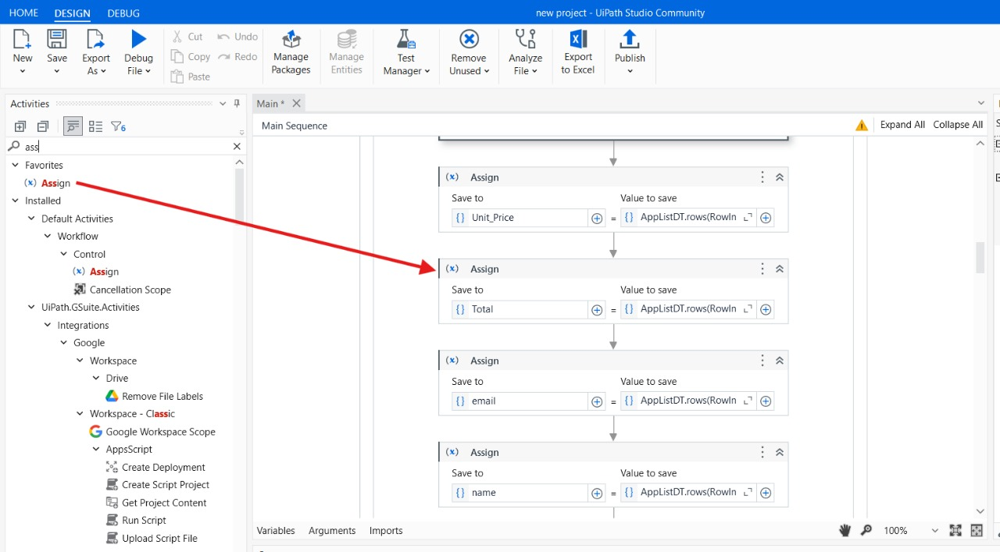 HOME DESIGN DEBUG
new project - UiPath Studio Community
New
Save
Export
As
Debug
File
Cut
Copy
Paste
Undo
Redo
Manage
Packages
Manage
Entities
Test
Manager
Remove
Unused
Analyze
File
Export
to Excel
Publish
Activities
6
ass
Favorites
Assign
Installed
Default Activities
Workflow
Control
Assign
Cancellation Scope
UiPath.GSuite.Activities
Integrations
Google
Workspace
Drive
Remove File Labels
Workspace - Classic
Google Workspace Scope
AppsScript
Create Deployment
Create Script Project
Get Project Content
Run Script
Upload Script File
Main *
Main Sequence
Expand All Collapse All
(x) Assign
Save to Value to save
{} Unit_Price = {} AppListDT.rows(RowIn
(x) Assign
Save to Value to save
{} Total = {} AppListDT.rows(RowIn
(x) Assign
Save to Value to save
{} email = {} AppListDT.rows(RowIn
(x) Assign
Save to Value to save
{} name = {} AppListDT.rows(RowIn
Variables Arguments Imports
100%